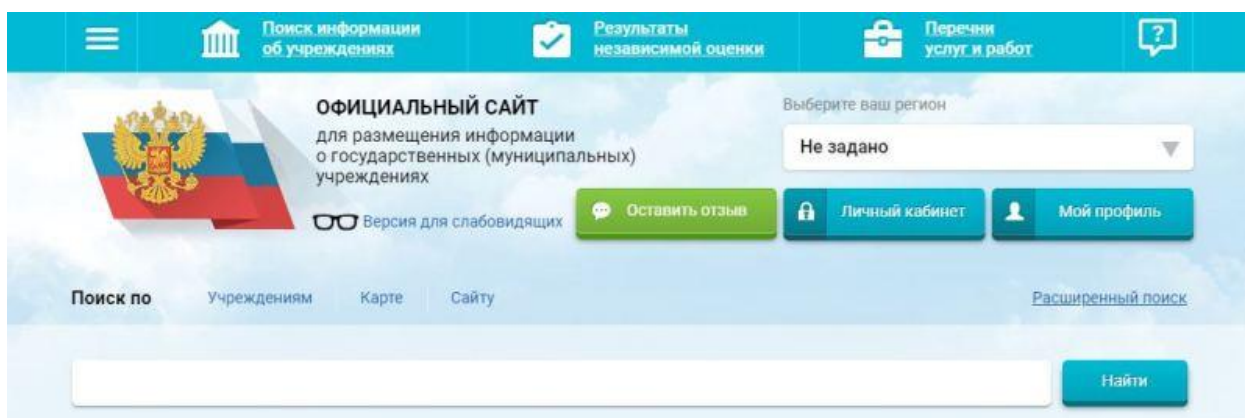 Поиск информации
об учреждениях
Результаты
независимой оценки
Перечни
услуг и работ
?
ОФИЦИАЛЬНЫЙ САЙТ
для размещения информации
о государственных (муниципальных)
учреждениях
Версия для слабовидящих
Выберите ваш регион
Не задано
Оставить отзыв
Личный кабинет
Мой профиль
Поиск по Учреждениям Карте Сайту Расширенный поиск
Найти